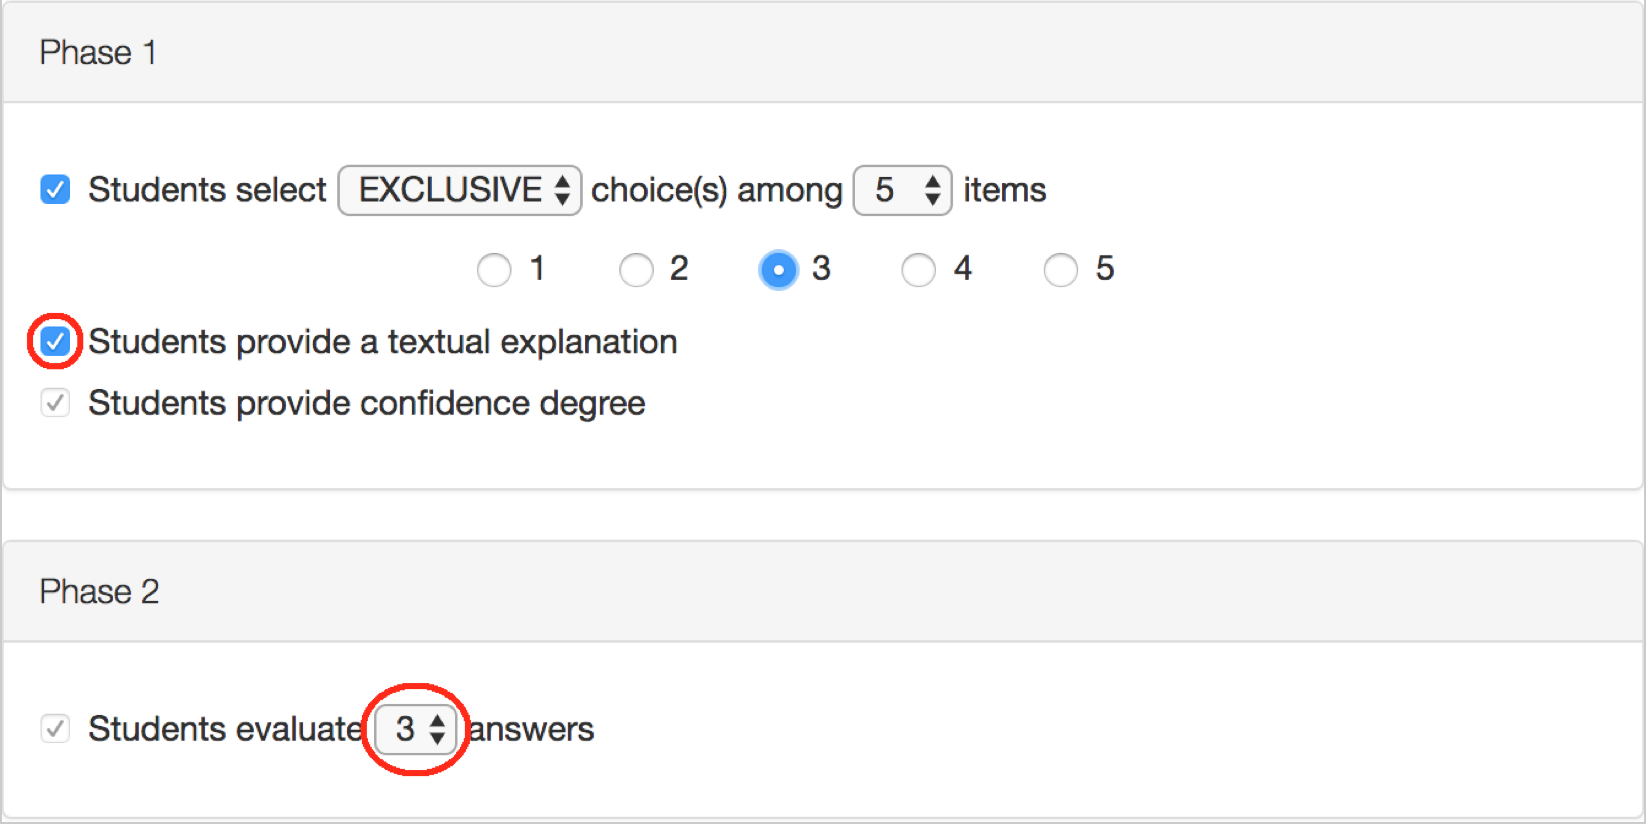 Phase 1
Students select EXCLUSIVE choice(s) among 5 items
1 2 3 4 5
Students provide a textual explanation
Students provide confidence degree
Phase 2
Students evaluate 3 answers